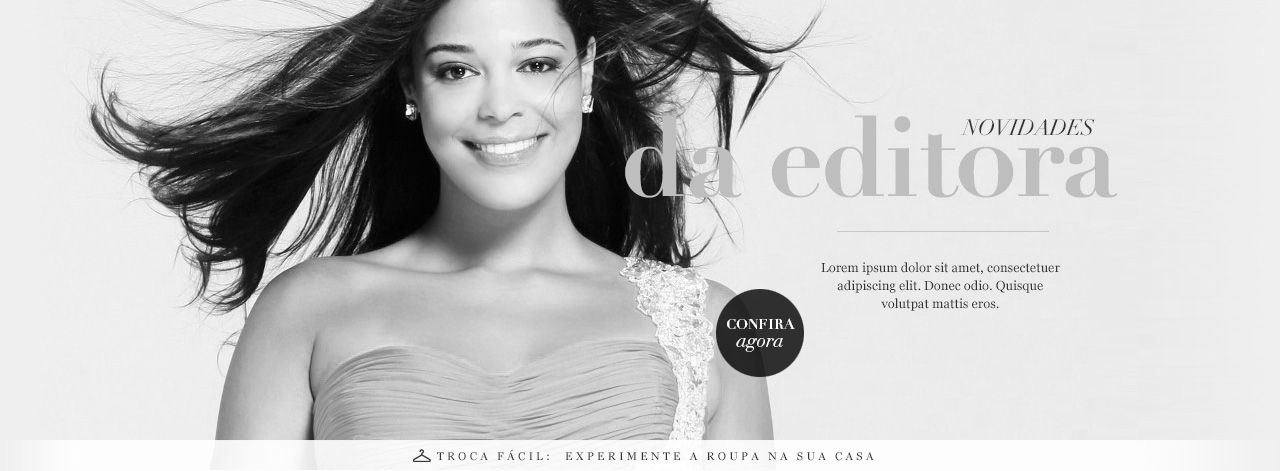 NOVIDADES
da editora
Lorem ipsum dolor sit amet, consectetuer
adipiscing elit. Donec odio. Quisque
volutpat mattis eros.
CONFIRA
agora
TROCA FÁCIL: EXPERIMENTE A ROUPA NA SUA CASA